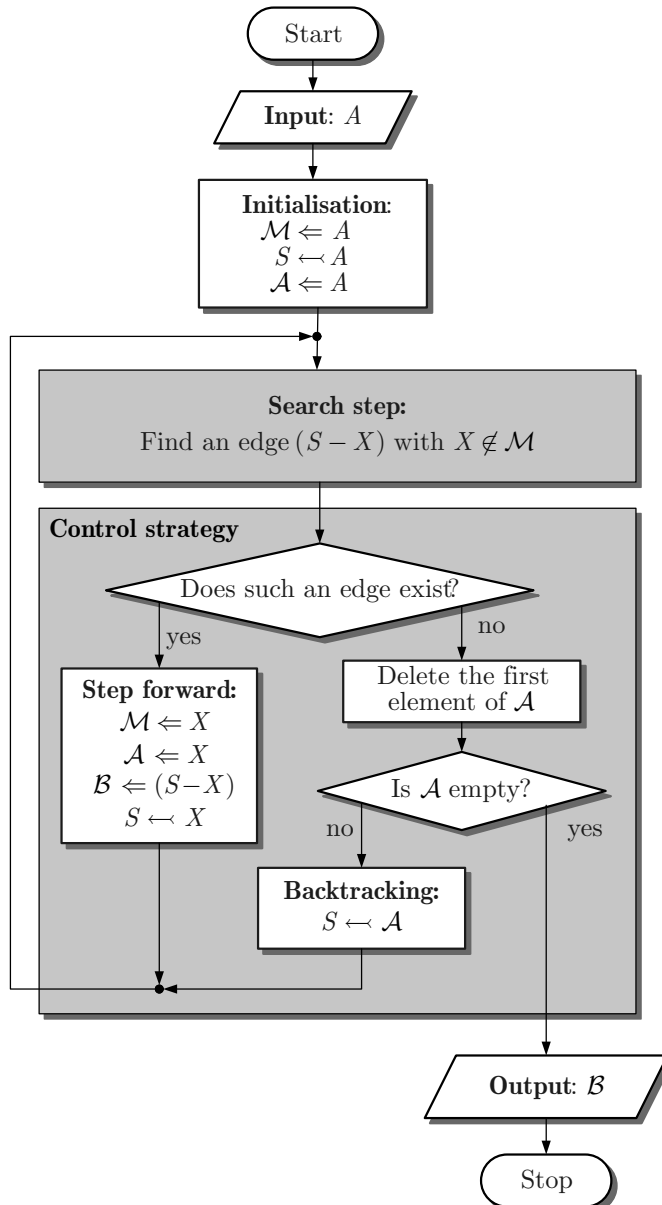 Start
Input: A
Initialisation:
ℳ ⇐ A
S ↢ A
𝒜 ⇐ A
Search step:
Find an edge (S − X) with X ∉ ℳ
Control strategy
Does such an edge exist?
yes
no
Step forward:
ℳ ⇐ X
𝒜 ⇐ X
ℬ ⇐ (S−X)
S ↢ X
Delete the first
element of 𝒜
Is 𝒜 empty?
no
yes
Backtracking:
S ↢ 𝒜
Output: ℬ
Stop